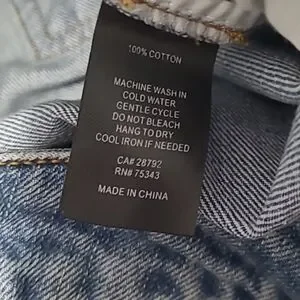 100% COTTON
MACHINE WASH IN
COLD WATER
GENTLE CYCLE
DO NOT BLEACH
HANG TO DRY
COOL IRON IF NEEDED
CA# 28792
RN# 75343
MADE IN CHINA